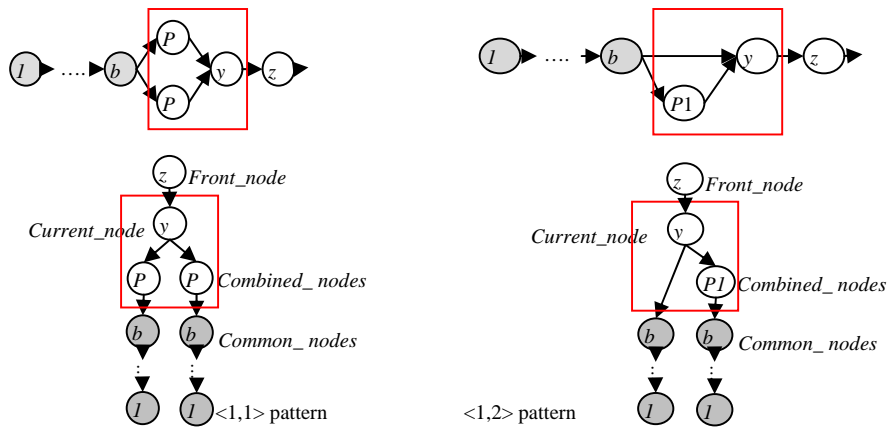 P
1 .... b y z
P
1 .... b y z
P1
z Front_node
Current_node y
P P Combined_ nodes
b b Common_ nodes
⋮ ⋮
1 1 <1,1> pattern
z Front_node
Current_node y
P1 Combined_ nodes
b b Common_ nodes
⋮ ⋮
<1,2> pattern 1 1